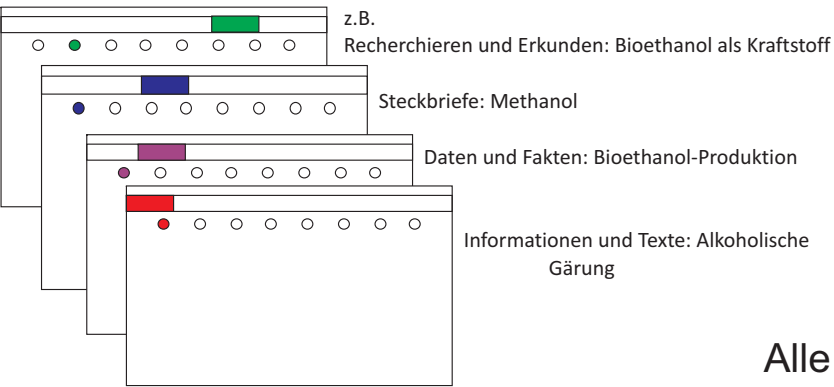 z.B.
Recherchieren und Erkunden: Bioethanol als Kraftstoff
Steckbriefe: Methanol
Daten und Fakten: Bioethanol-Produktion
Informationen und Texte: Alkoholische
Gärung
Alle